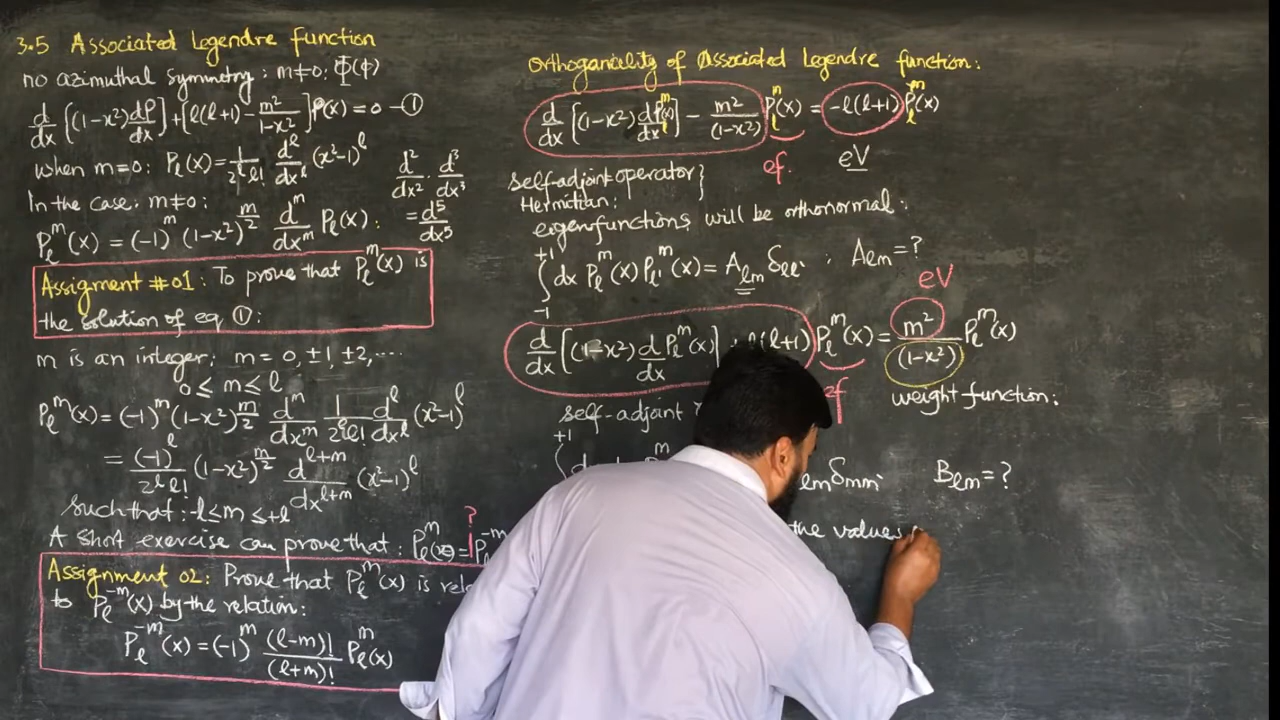 3.5 Associated Legendre function
no azimuthal symmetry: m≠0: Φ(φ)
d/dx [(1-x²) dP/dx] + [l(l+1) - m²/(1-x²)] P(x) = 0 —①
when m=0: Pₗ(x) = 1/(2^l l!) d^l/dx^l (x²-1)^l
d²/dx² · d³/dx³
In the case: m≠0:
= d⁵/dx⁵
Pₗ^m(x) = (-1)^m (1-x²)^(m/2) d^m/dx^m Pₗ(x):
Assigment #01: To prove that Pₗ^m(x) is
the solution of eq ①:
m is an integer; m = 0, ±1, ±2, ....
0 ≤ m ≤ l
Pₗ^m(x) = (-1)^m (1-x²)^(m/2) d^m/dx^m 1/(2^l l!) d^l/dx^l (x²-1)^l
= (-1)^l/(2^l l!) (1-x²)^(m/2) d^(l+m)/dx^(l+m) (x²-1)^l
such that: -l ≤ m ≤ +l
?
A short exercise can prove that: Pₗ^m(x) = Pₗ^-m
Assignment 02: Prove that Pₗ^m(x) is
to Pₗ^-m(x) by the relation:
Pₗ^-m(x) = (-1)^m (l-m)!/(l+m)! Pₗ^m(x)
Orthoganality of Associated Legendre function:
d/dx [(1-x²) dPₗ^m(x)/dx] - m²/(1-x²) Pₗ^m(x) = -l(l+1) Pₗ^m(x)
ef. eV
self-adjoint operator}
Hermitian:
eigenfunctions will be orthonormal:
∫₋₁^+1 dx Pₗ^m(x) Pₗ'^m(x) = Aₗₘ δₗₗ' ; Aₗₘ = ?
eV
d/dx [(1-x²) dPₗ^m(x)/dx] + l(l+1) Pₗ^m(x) = m²/(1-x²) Pₗ^m(x)
ef weight function:
self-adjoint
∫^+1 ₗₘ δₘₘ' Bₗₘ = ?
the values